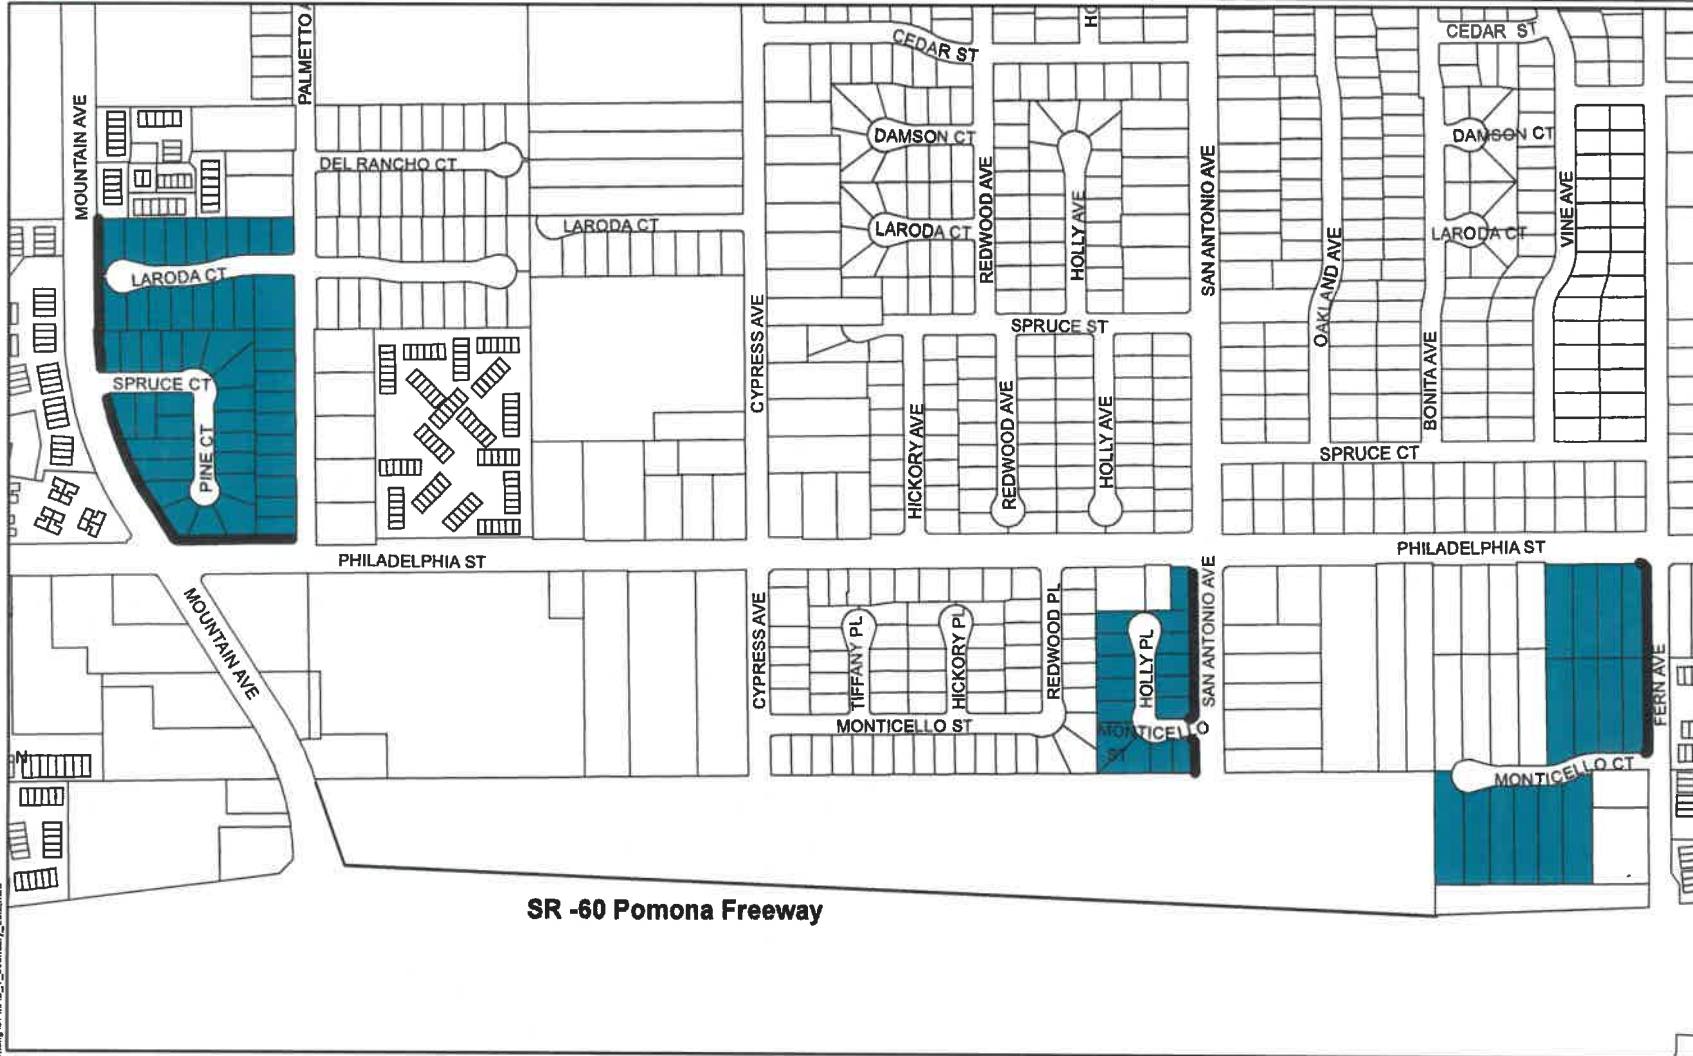 PALMETTO A
CEDAR ST
HO
CEDAR ST
MOUNTAIN AVE
DEL RANCHO CT
DAMSON CT
REDWOOD AVE
HOLLY AVE
SAN ANTONIO AVE
DAMSON CT
VINE AVE
LARODA CT
LARODA CT
LARODA CT
LARODA CT
OAKLAND AVE
CYPRESS AVE
SPRUCE ST
SPRUCE CT
PINE CT
HICKORY AVE
REDWOOD AVE
HOLLY AVE
BONITA AVE
SPRUCE CT
PHILADELPHIA ST
PHILADELPHIA ST
MOUNTAIN AVE
CYPRESS AVE
TIFFANY PL
HICKORY PL
REDWOOD PL
HOLLY PL
SAN ANTONIO AVE
FERN AVE
MONTICELLO ST
MONTICELLO
ST
MONTICELLO CT
N
SR -60 Pomona Freeway